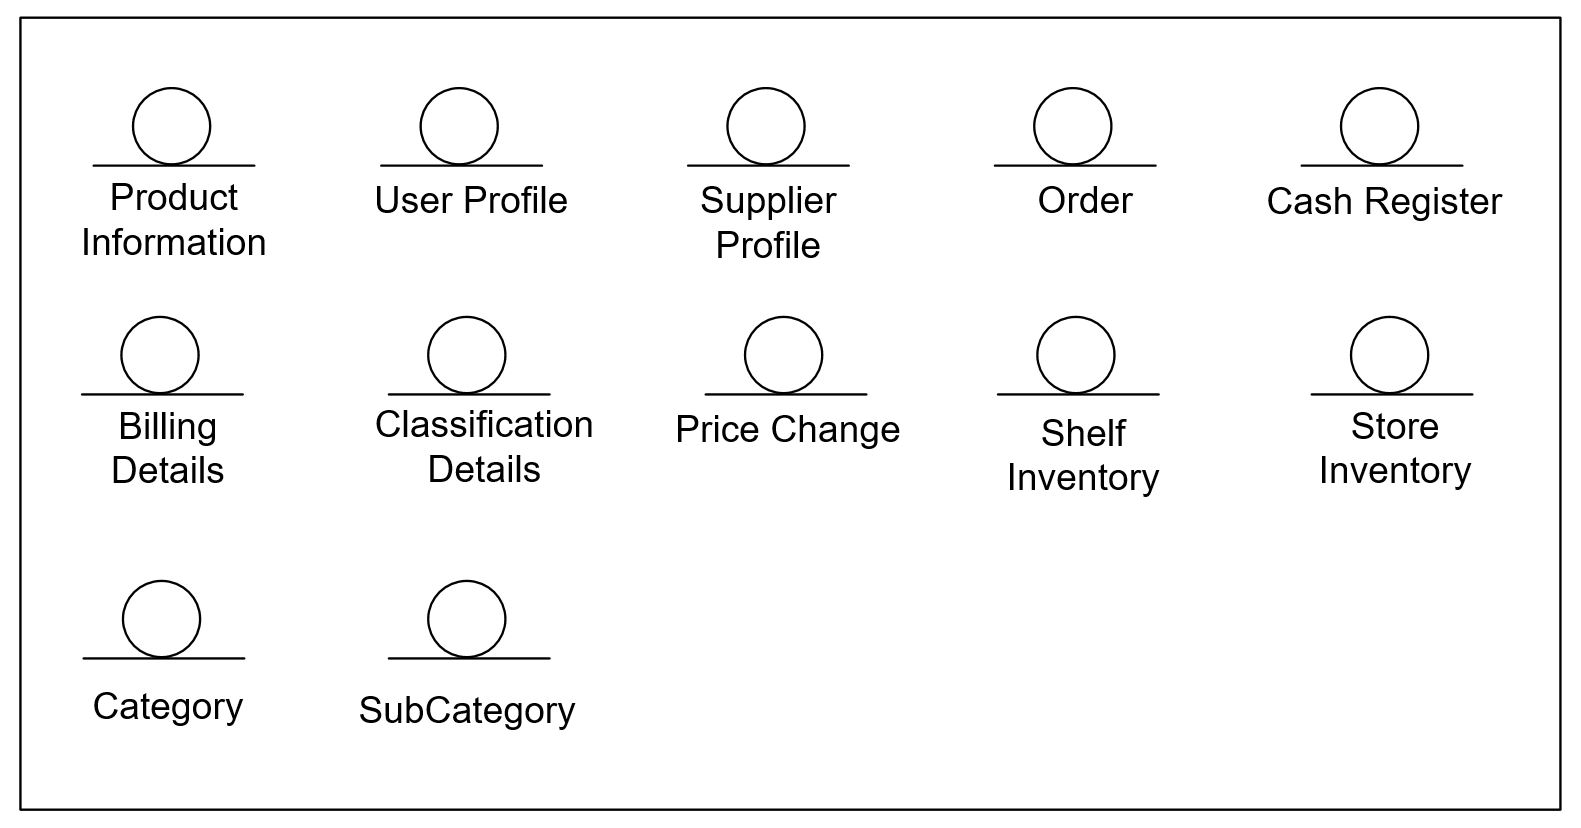 Product
Information
User Profile
Supplier
Profile
Order
Cash Register
Billing
Details
Classification
Details
Price Change
Shelf
Inventory
Store
Inventory
Category
SubCategory